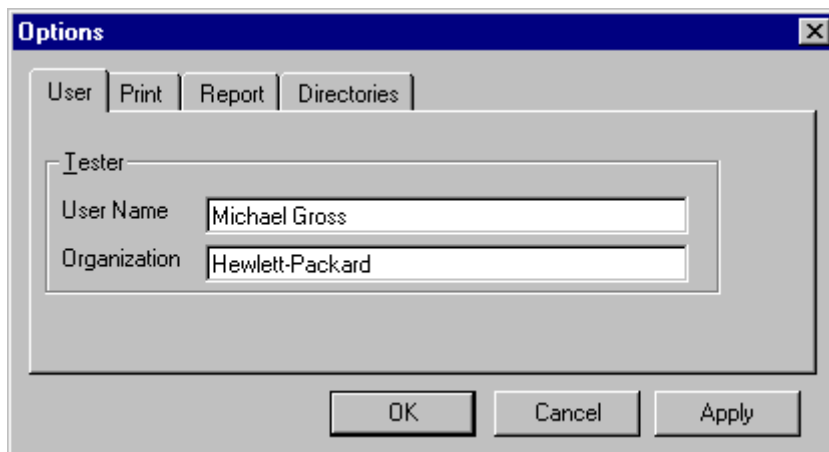 Options
User Print Report Directories
Tester
User Name Michael Gross
Organization Hewlett-Packard
OK Cancel Apply